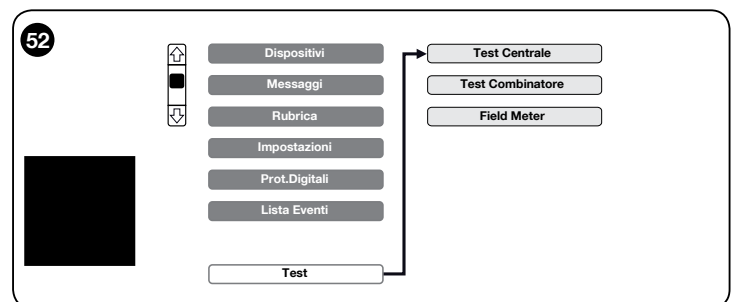 52
Dispositivi
Messaggi
Rubrica
Impostazioni
Prot.Digitali
Lista Eventi
Test
Test Centrale
Test Combinatore
Field Meter